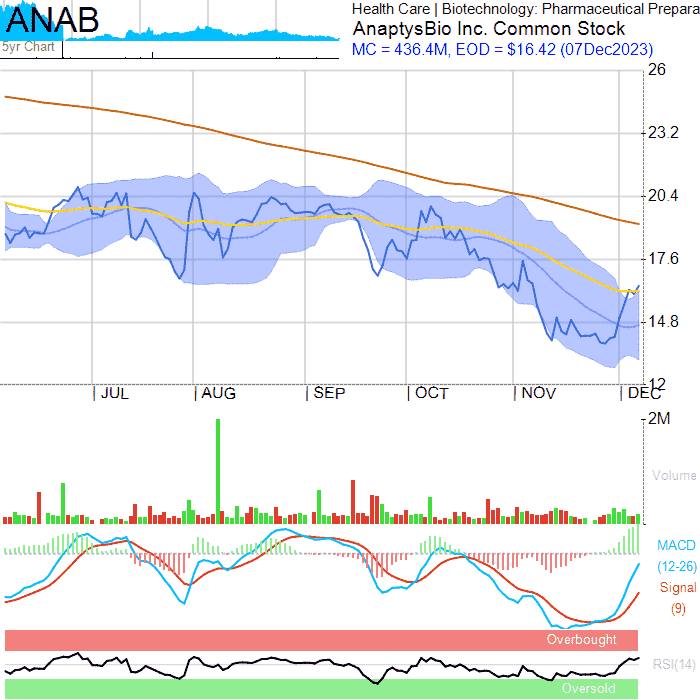 ANAB
5yr Chart
Health Care | Biotechnology: Pharmaceutical Prepara
AnaptysBio Inc. Common Stock
MC = 436.4M, EOD = $16.42 (07Dec2023)
26
23.2
20.4
17.6
14.8
12
JUL AUG SEP OCT NOV DEC
2M
Volume
MACD
(12-26)
Signal
(9)
Overbought
RSI(14)
Oversold